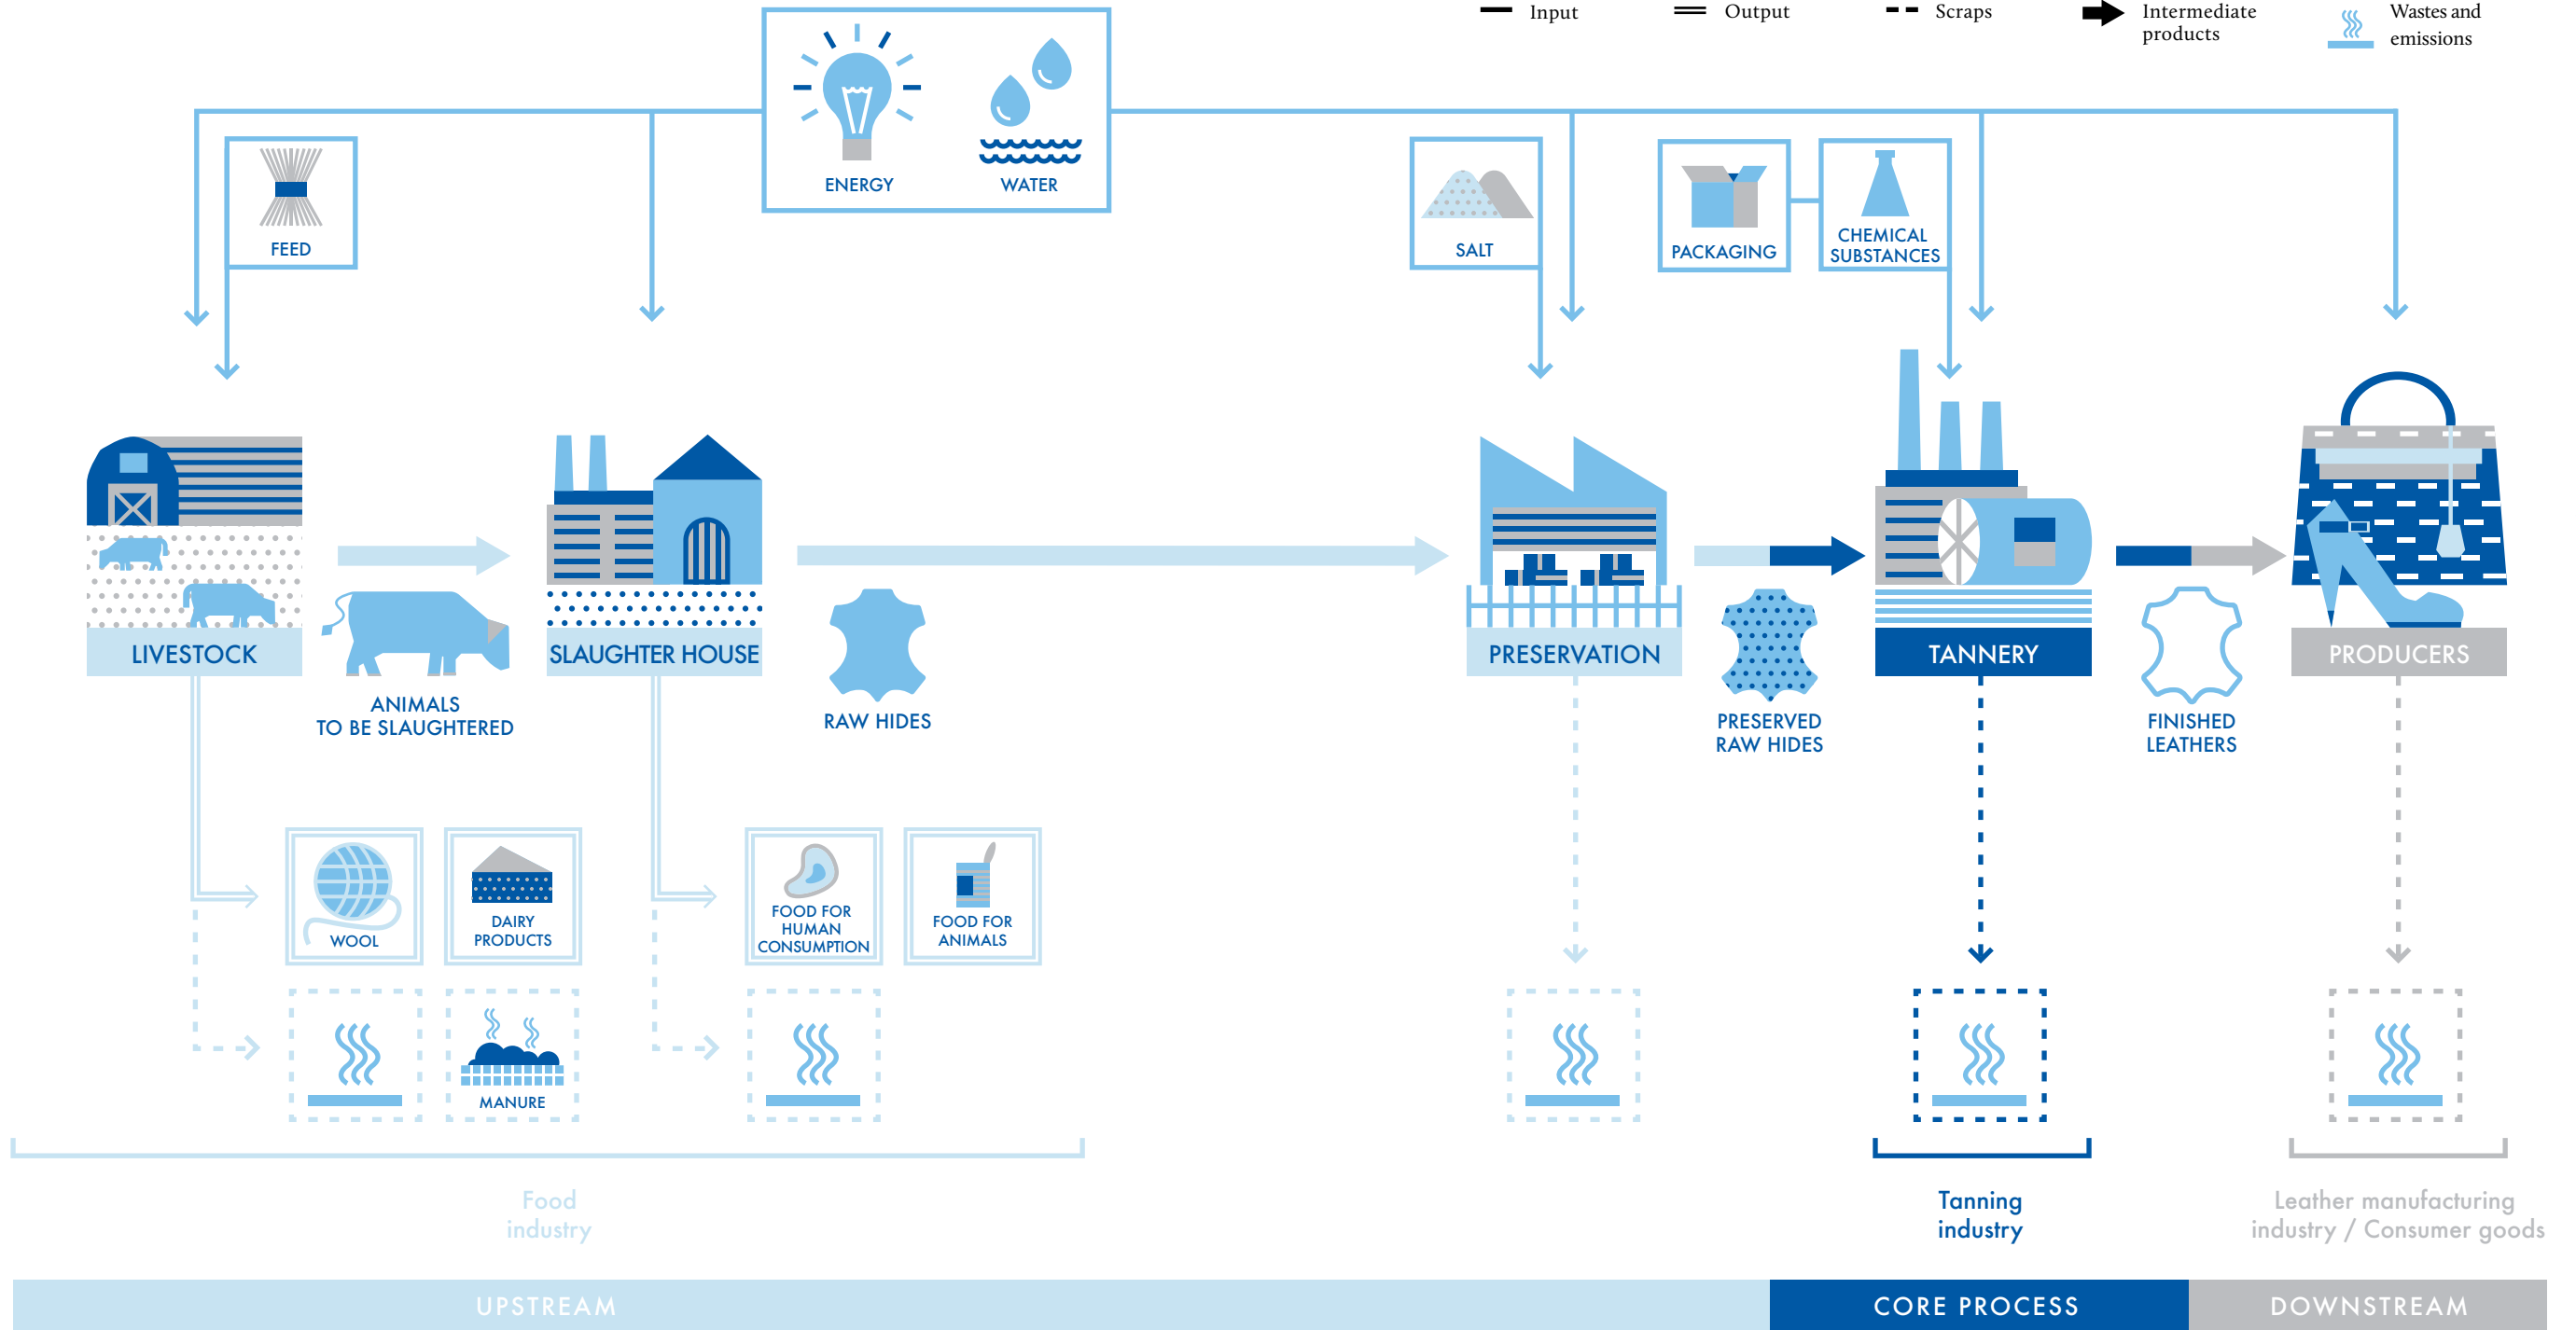 Input
Output
Scraps
Intermediate
products
Wastes and
emissions
ENERGY
WATER
FEED
SALT
PACKAGING
CHEMICAL
SUBSTANCES
LIVESTOCK
ANIMALS
TO BE SLAUGHTERED
SLAUGHTER HOUSE
RAW HIDES
PRESERVATION
PRESERVED
RAW HIDES
TANNERY
FINISHED
LEATHERS
PRODUCERS
WOOL
DAIRY
PRODUCTS
FOOD FOR
HUMAN
CONSUMPTION
FOOD FOR
ANIMALS
MANURE
Food
industry
Tanning
industry
Leather manufacturing
industry / Consumer goods
UPSTREAM
CORE PROCESS
DOWNSTREAM